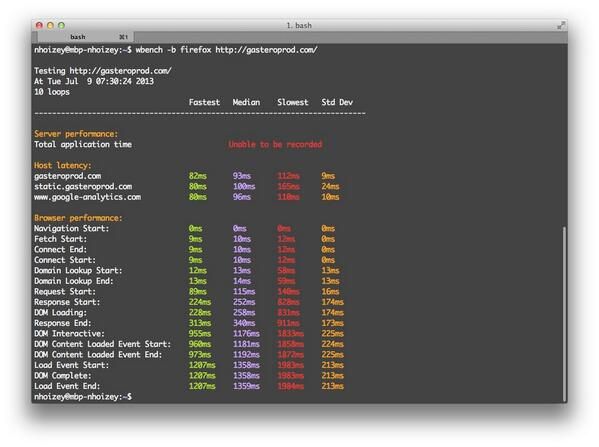 1. bash
bash ⌘1
nhoizey@mbp-nhoizey:~$ wbench -b firefox http://gasteroprod.com/
Testing http://gasteroprod.com/
At Tue Jul  9 07:30:24 2013
10 loops
Fastest Median Slowest Std Dev
--------------------------------------------------------------------------
Server performance:
Total application time Unable to be recorded
Host latency:
gasteroprod.com 82ms 93ms 112ms 9ms
static.gasteroprod.com 80ms 100ms 165ms 24ms
www.google-analytics.com 80ms 96ms 110ms 10ms
Browser performance:
Navigation Start: 0ms 0ms 0ms 0ms
Fetch Start: 9ms 10ms 12ms 0ms
Connect End: 9ms 10ms 12ms 0ms
Connect Start: 9ms 10ms 12ms 0ms
Domain Lookup Start: 12ms 13ms 58ms 13ms
Domain Lookup End: 13ms 14ms 59ms 13ms
Request Start: 89ms 115ms 140ms 16ms
Response Start: 224ms 252ms 828ms 174ms
DOM Loading: 228ms 258ms 831ms 174ms
Response End: 313ms 340ms 911ms 173ms
DOM Interactive: 955ms 1176ms 1833ms 225ms
DOM Content Loaded Event Start: 960ms 1181ms 1858ms 224ms
DOM Content Loaded Event End: 973ms 1192ms 1872ms 225ms
Load Event Start: 1207ms 1358ms 1983ms 213ms
DOM Complete: 1207ms 1358ms 1983ms 213ms
Load Event End: 1207ms 1359ms 1984ms 213ms
nhoizey@mbp-nhoizey:~$